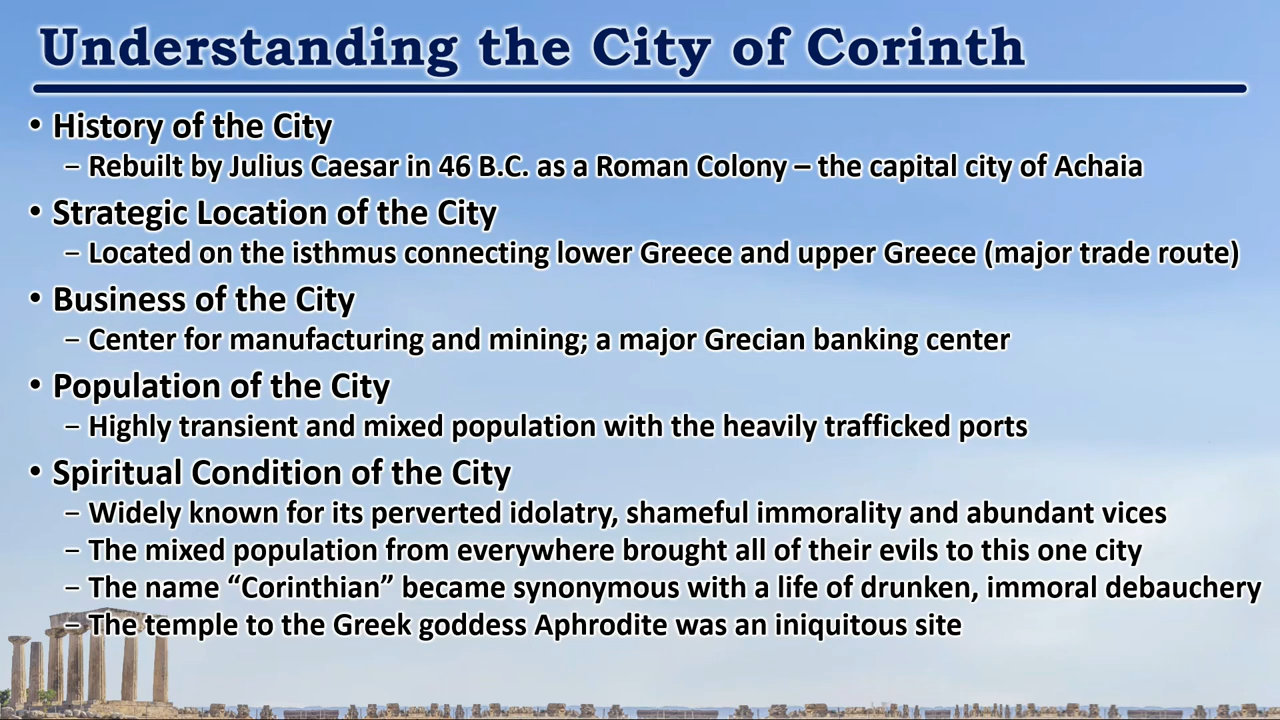 Understanding the City of Corinth
• History of the City
– Rebuilt by Julius Caesar in 46 B.C. as a Roman Colony – the capital city of Achaia
• Strategic Location of the City
– Located on the isthmus connecting lower Greece and upper Greece (major trade route)
• Business of the City
– Center for manufacturing and mining; a major Grecian banking center
• Population of the City
– Highly transient and mixed population with the heavily trafficked ports
• Spiritual Condition of the City
– Widely known for its perverted idolatry, shameful immorality and abundant vices
– The mixed population from everywhere brought all of their evils to this one city
– The name “Corinthian” became synonymous with a life of drunken, immoral debauchery
– The temple to the Greek goddess Aphrodite was an iniquitous site